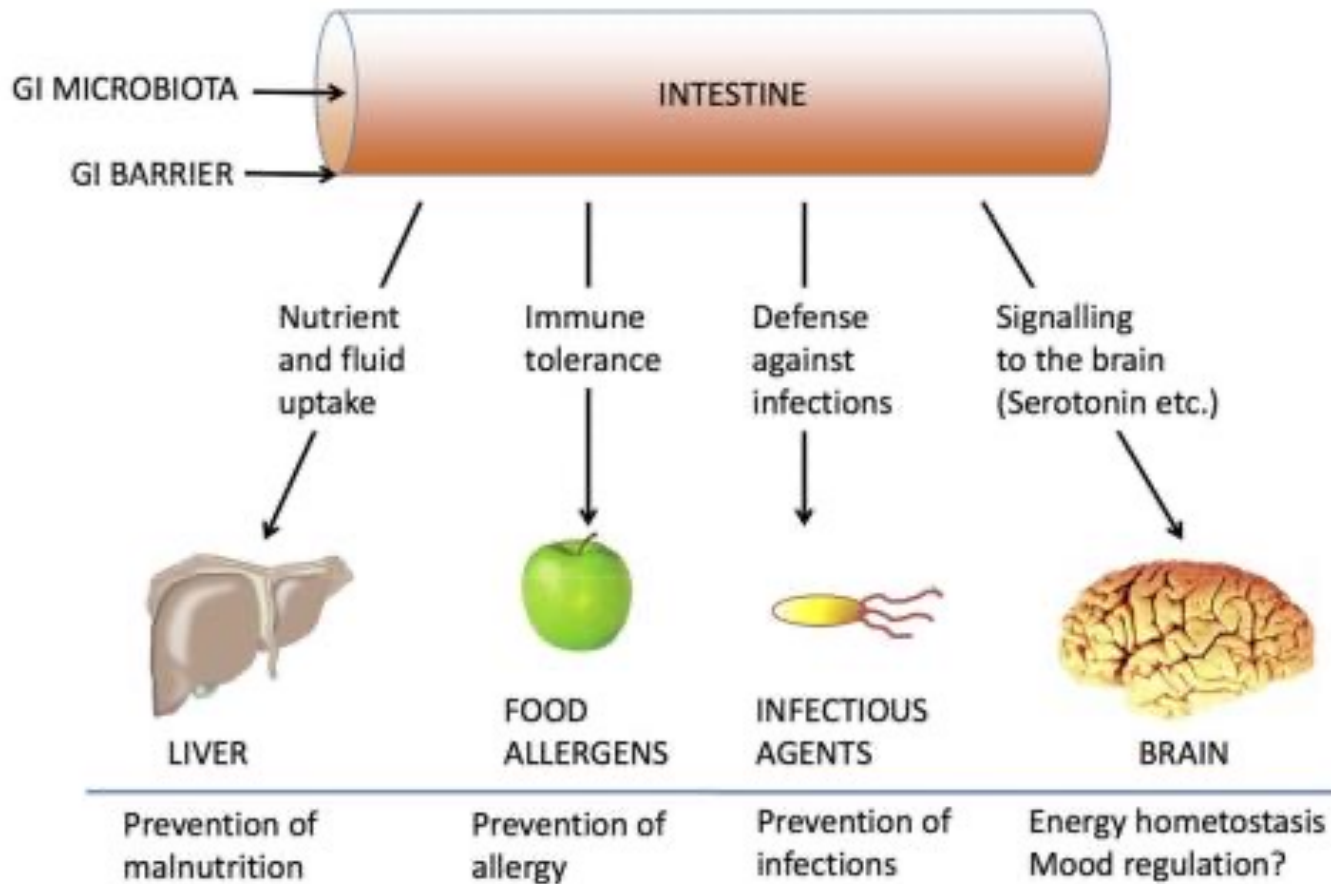 GI MICROBIOTA
INTESTINE
GI BARRIER
Nutrient
and fluid
uptake
Immune
tolerance
Defense
against
infections
Signalling
to the brain
(Serotonin etc.)
LIVER
FOOD
ALLERGENS
INFECTIOUS
AGENTS
BRAIN
Prevention of
malnutrition
Prevention of
allergy
Prevention of
infections
Energy hometostasis
Mood regulation?